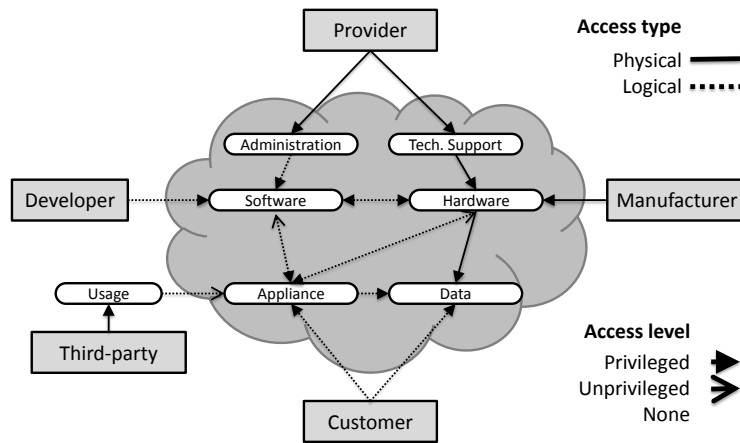 Provider
Access type
Physical
Logical
Administration
Tech. Support
Developer
Software
Hardware
Manufacturer
Usage
Appliance
Data
Third-party
Access level
Privileged
Unprivileged
None
Customer